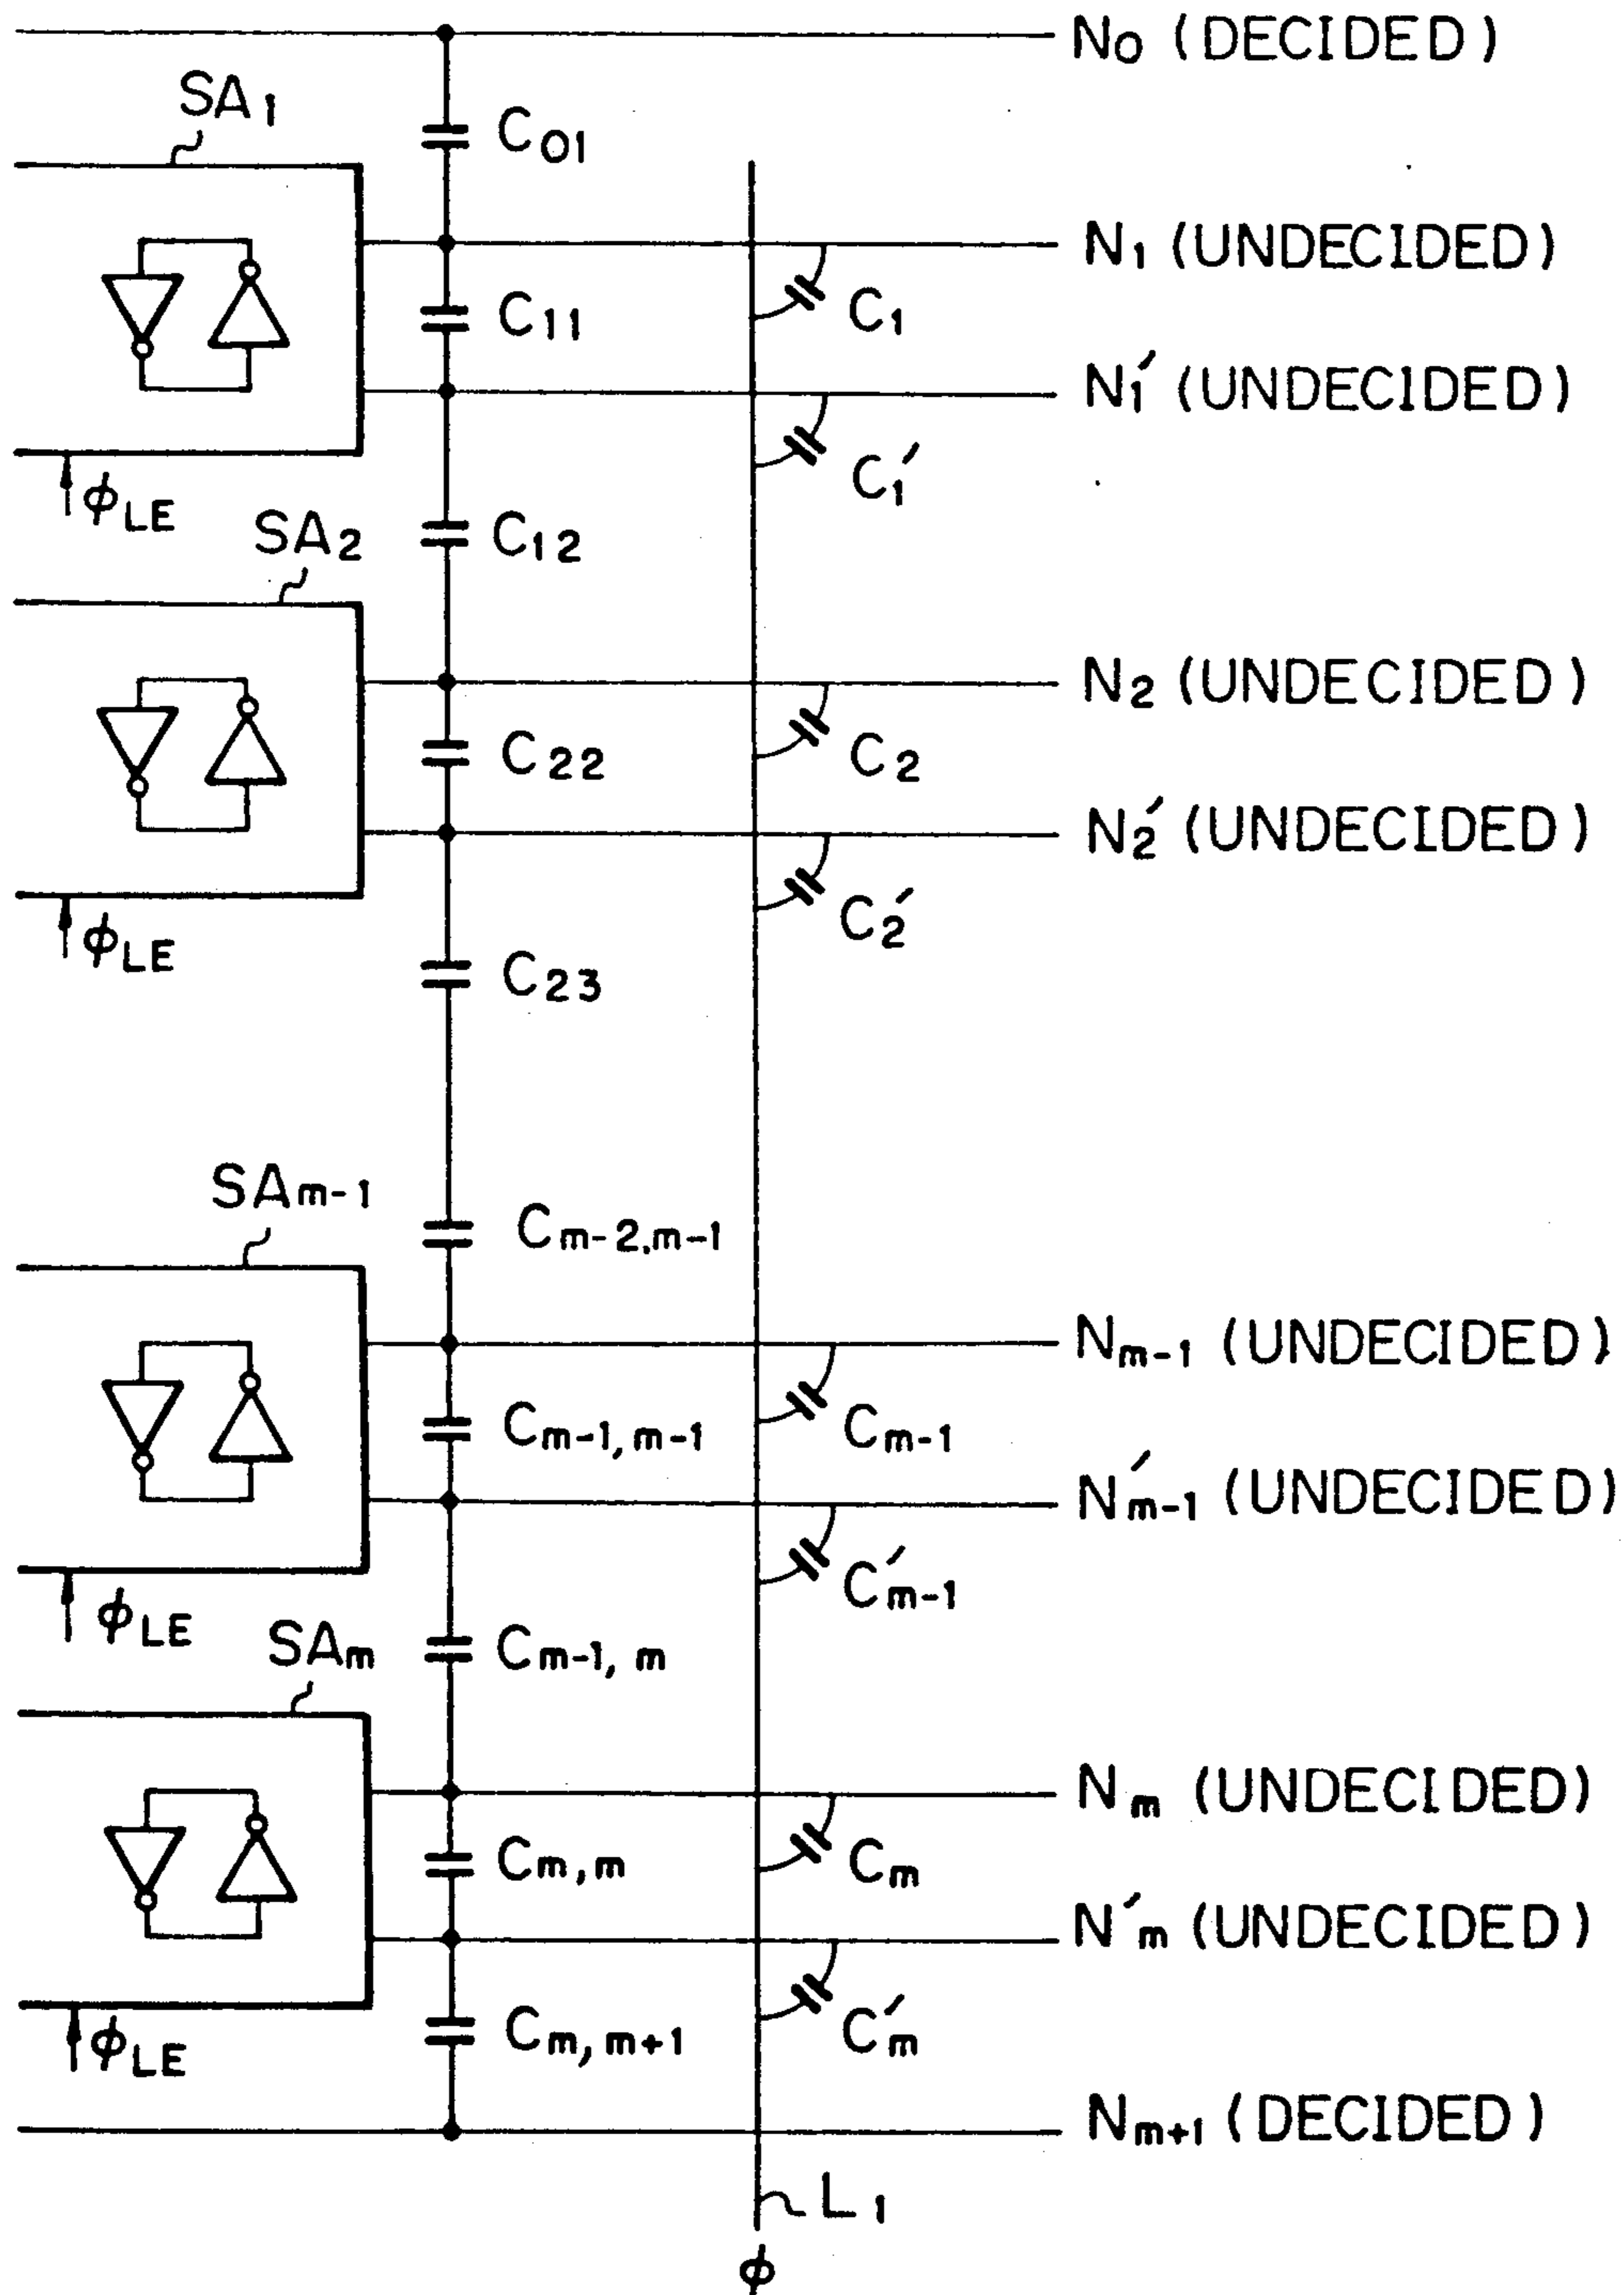 N₀ (DECIDED)
SA₁
C₀₁
N₁ (UNDECIDED)
C₁₁
C₁
N₁′ (UNDECIDED)
C₁′
ϕLE
SA₂
C₁₂
N₂ (UNDECIDED)
C₂₂
C₂
N₂′ (UNDECIDED)
C₂′
ϕLE
C₂₃
SAm-1
Cm-2,m-1
Nm-1 (UNDECIDED)
Cm-1,m-1
Cm-1
N′m-1 (UNDECIDED)
C′m-1
ϕLE
SAm
Cm-1,m
Nm (UNDECIDED)
Cm,m
Cm
N′m (UNDECIDED)
C′m
ϕLE
Cm,m+1
Nm+1 (DECIDED)
L₁
ϕ